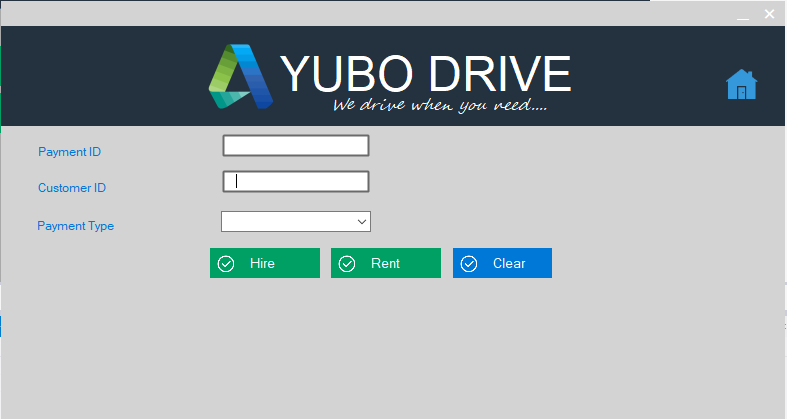 YUBO DRIVE
We drive when you need....
Payment ID
Customer ID
Payment Type
Hire Rent Clear